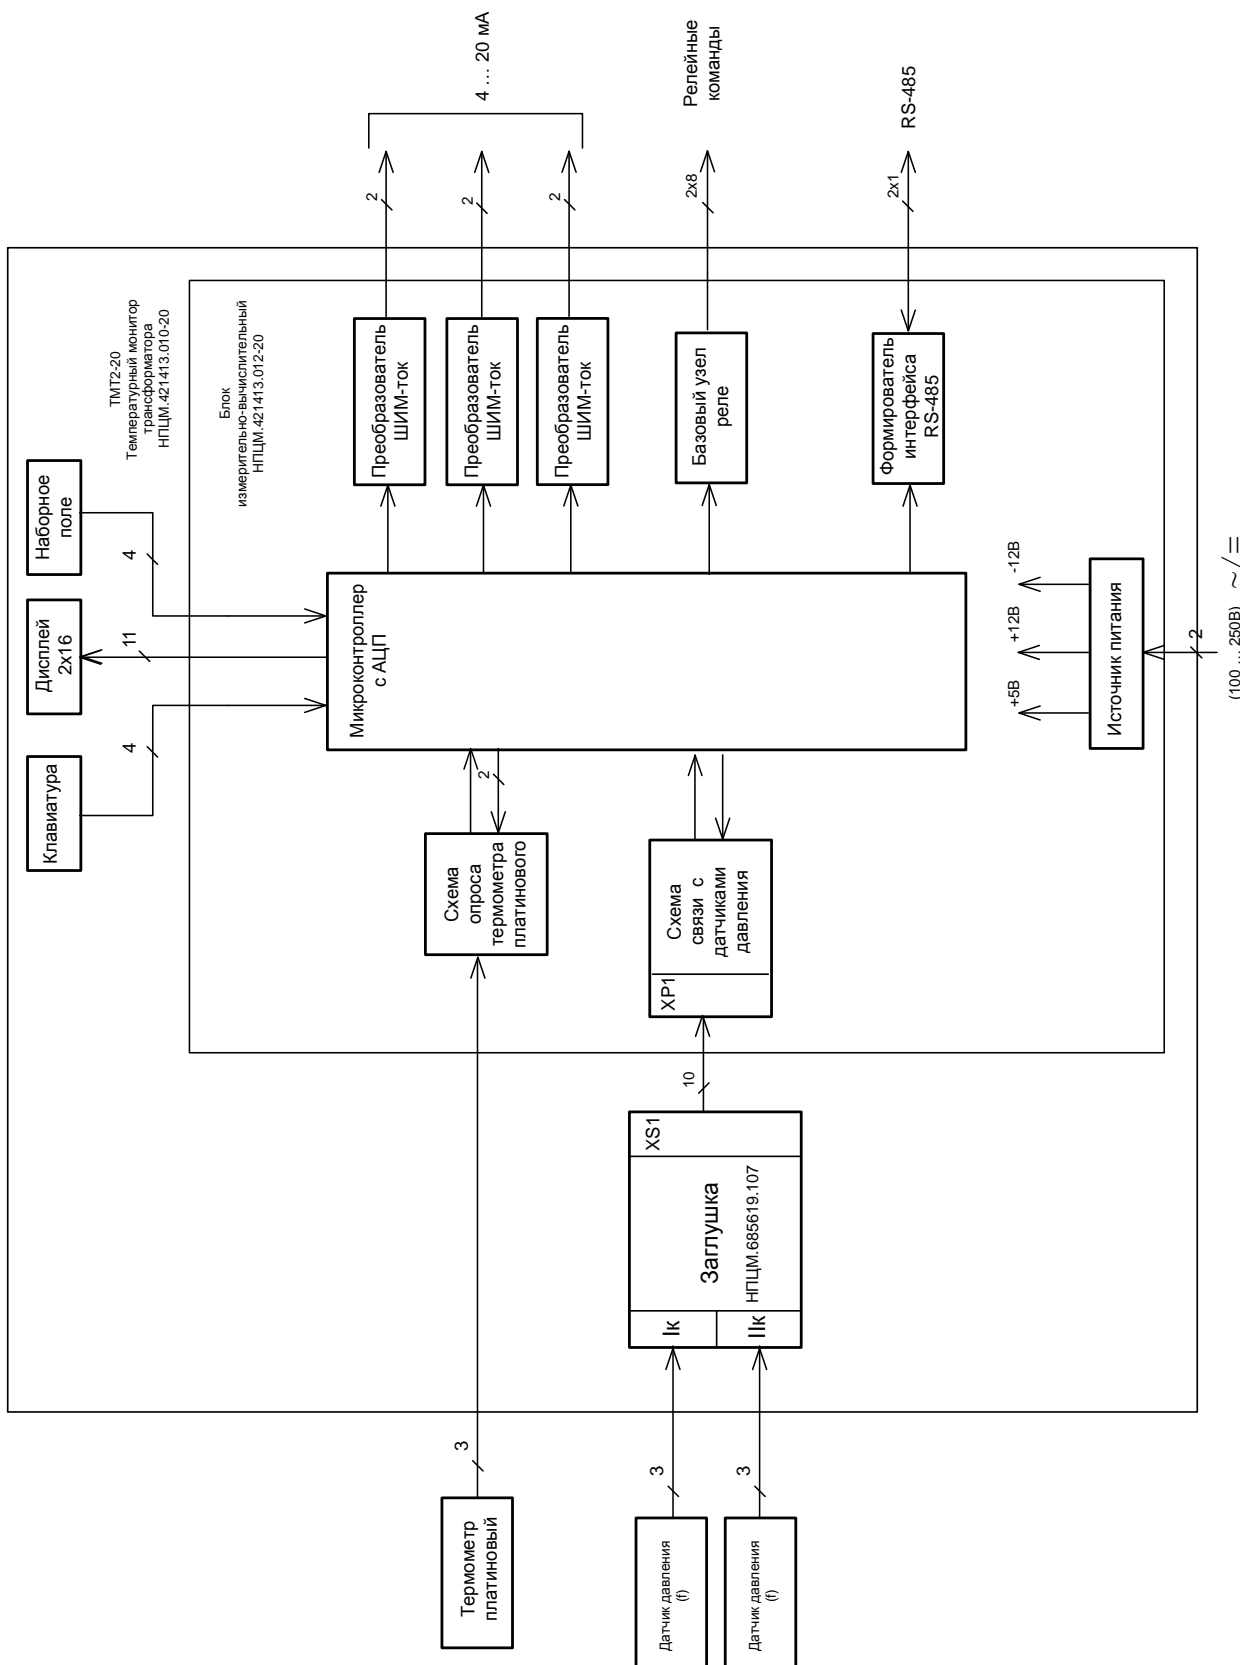 ТМТ2-20
Температурный монитор
трансформатора
НПЦМ.421413.010-20
Блок
измерительно-вычислительный
НПЦМ.421413.012-20
Клавиатура
4
Дисплей
2х16
11
Наборное
поле
4
Термометр
платиновый
3
Датчик давления
(f)
3
Датчик давления
(f)
3
Iк
IIк
Заглушка
НПЦМ.685619.107
XS1
10
XP1
Схема
связи с
датчиками
давления
Схема
опроса
термометра
платинового
2
Микроконтроллер
с АЦП
Преобразователь
ШИМ-ток
2
Преобразователь
ШИМ-ток
2
Преобразователь
ШИМ-ток
2
4 ... 20 мА
Базовый узел
реле
2х8
Релейные
команды
Формирователь
интерфейса
RS-485
2х1
RS-485
+5В
+12В
-12В
Источник питания
2
(100 ... 250В) ~/=